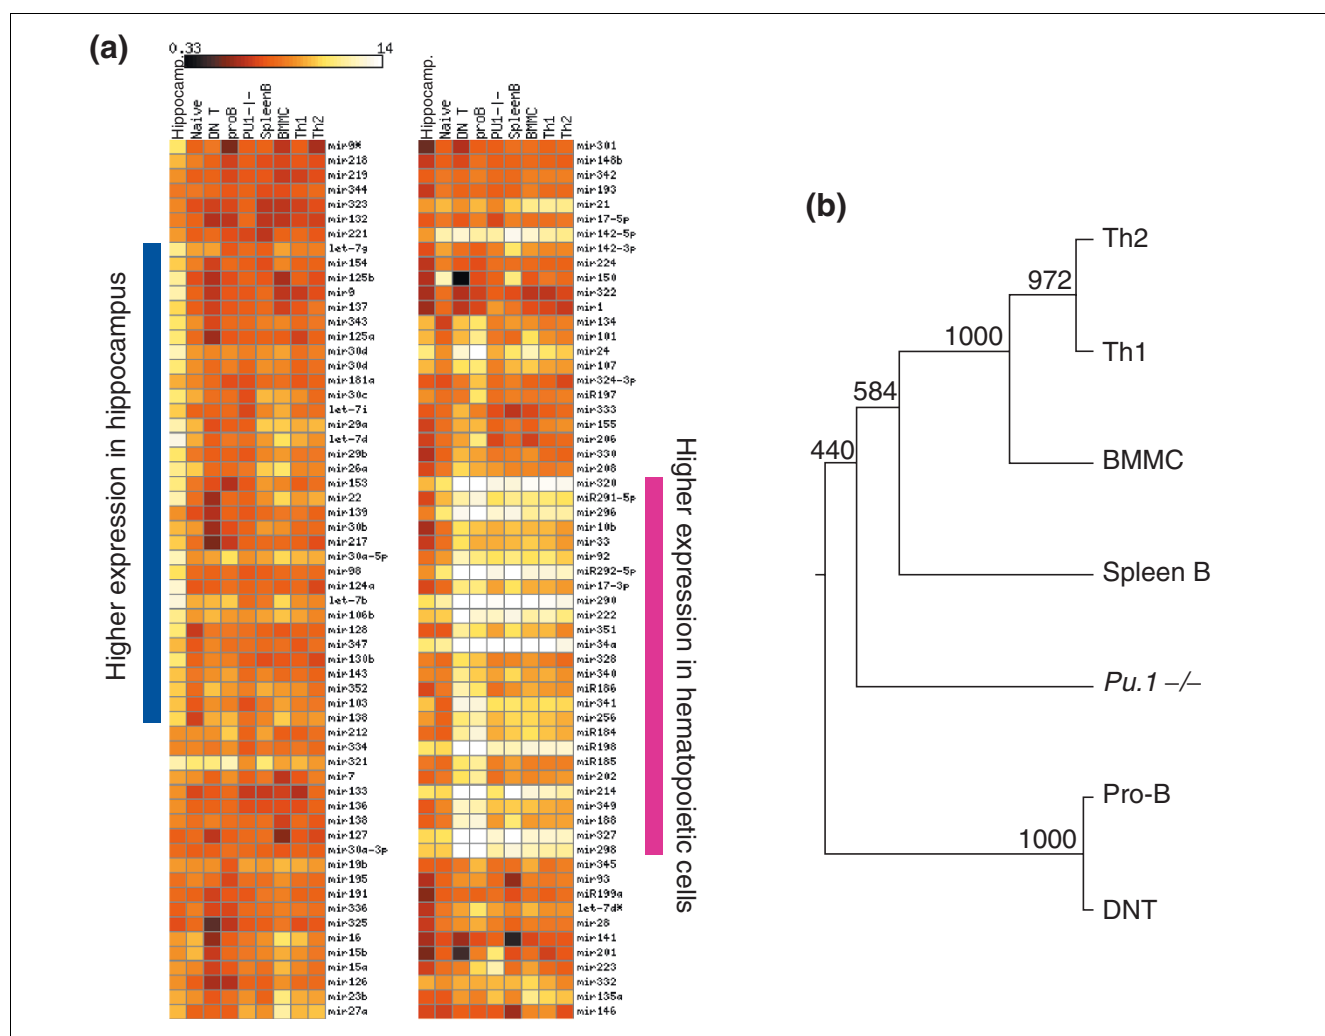 (a)
0.33
14
Hippocamp.
Naive
DN T
proB
PU1-|-
SpleenB
BMMC
Th1
Th2
mir9*
mir218
mir219
mir344
mir323
mir132
mir221
let-7g
mir154
mir125b
mir9
mir137
mir343
mir125a
mir30d
mir30d
mir181a
mir30c
let-7i
mir29a
let-7d
mir29b
mir26a
mir153
mir22
mir139
mir30b
mir217
mir30a-5p
mir98
mir124a
let-7b
mir106b
mir128
mir347
mir130b
mir143
mir352
mir103
mir138
mir212
mir334
mir321
mir7
mir133
mir136
mir138
mir127
mir30a-3p
mir19b
mir195
mir191
mir336
mir325
mir16
mir15b
mir15a
mir126
mir23b
mir27a
Higher expression in hippocampus
Hippocamp.
Naive
DN T
proB
PU1-|-
SpleenB
BMMC
Th1
Th2
mir301
mir148b
mir342
mir193
mir21
mir17-5p
mir142-5p
mir142-3p
mir224
mir150
mir322
mir1
mir134
mir101
mir24
mir107
mir324-3p
miR197
mir333
mir155
mir206
mir330
mir208
mir320
miR291-5p
mir296
mir10b
mir33
mir92
miR292-5p
mir17-3p
mir290
mir222
mir351
mir34a
mir328
mir340
miR186
mir341
mir256
miR184
miR198
miR185
mir202
mir214
mir349
mir188
mir327
mir298
mir345
mir93
miR199a
let-7d*
mir28
mir141
mir201
mir223
mir332
mir135a
mir146
Higher expression in hematopoietic cells
(b)
Th2
972
Th1
1000
584
BMMC
440
Spleen B
Pu.1 –/–
Pro-B
1000
DNT